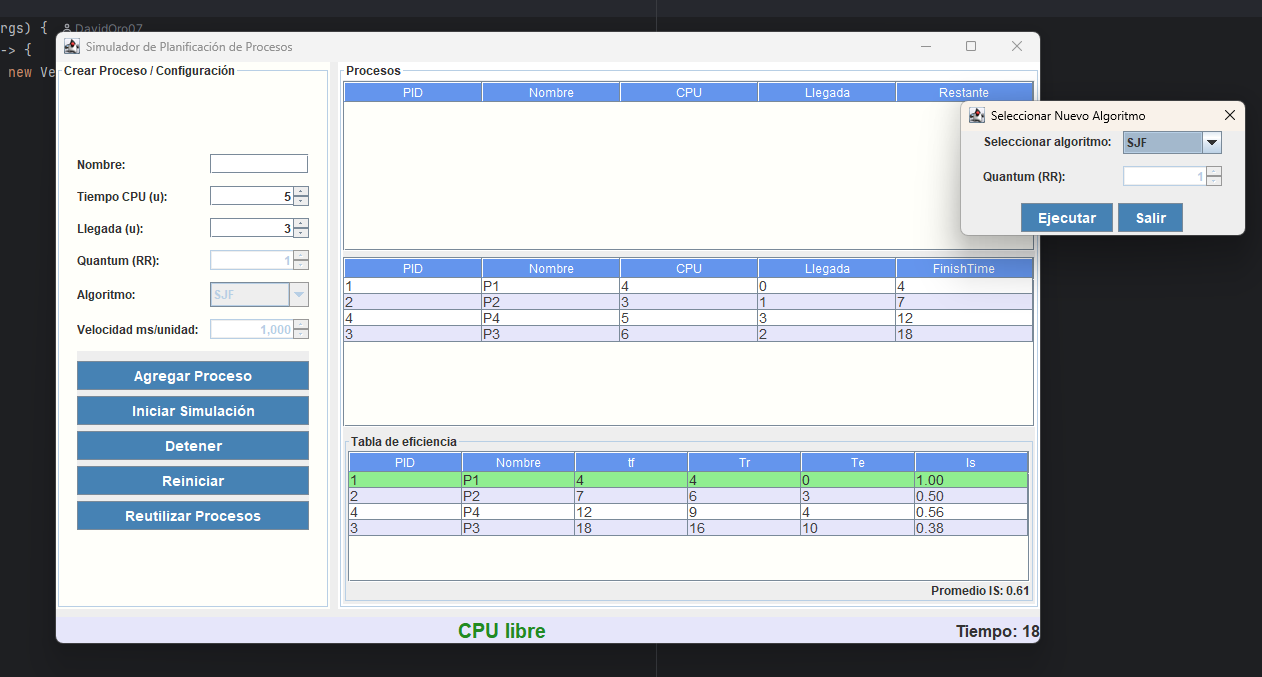 rgs) { DavidOro07
-> {
new Ve
Simulador de Planificación de Procesos
Crear Proceso / Configuración
Nombre:
Tiempo CPU (u): 5
Llegada (u): 3
Quantum (RR): 1
Algoritmo: SJF
Velocidad ms/unidad: 1,000
Agregar Proceso
Iniciar Simulación
Detener
Reiniciar
Reutilizar Procesos
Procesos
PID Nombre CPU Llegada Restante
PID Nombre CPU Llegada FinishTime
1 P1 4 0 4
2 P2 3 1 7
4 P4 5 3 12
3 P3 6 2 18
Tabla de eficiencia
PID Nombre tf Tr Te Is
1 P1 4 4 0 1.00
2 P2 7 6 3 0.50
4 P4 12 9 4 0.56
3 P3 18 16 10 0.38
Promedio IS: 0.61
CPU libre
Tiempo: 18
Seleccionar Nuevo Algoritmo
Seleccionar algoritmo: SJF
Quantum (RR): 1
Ejecutar Salir